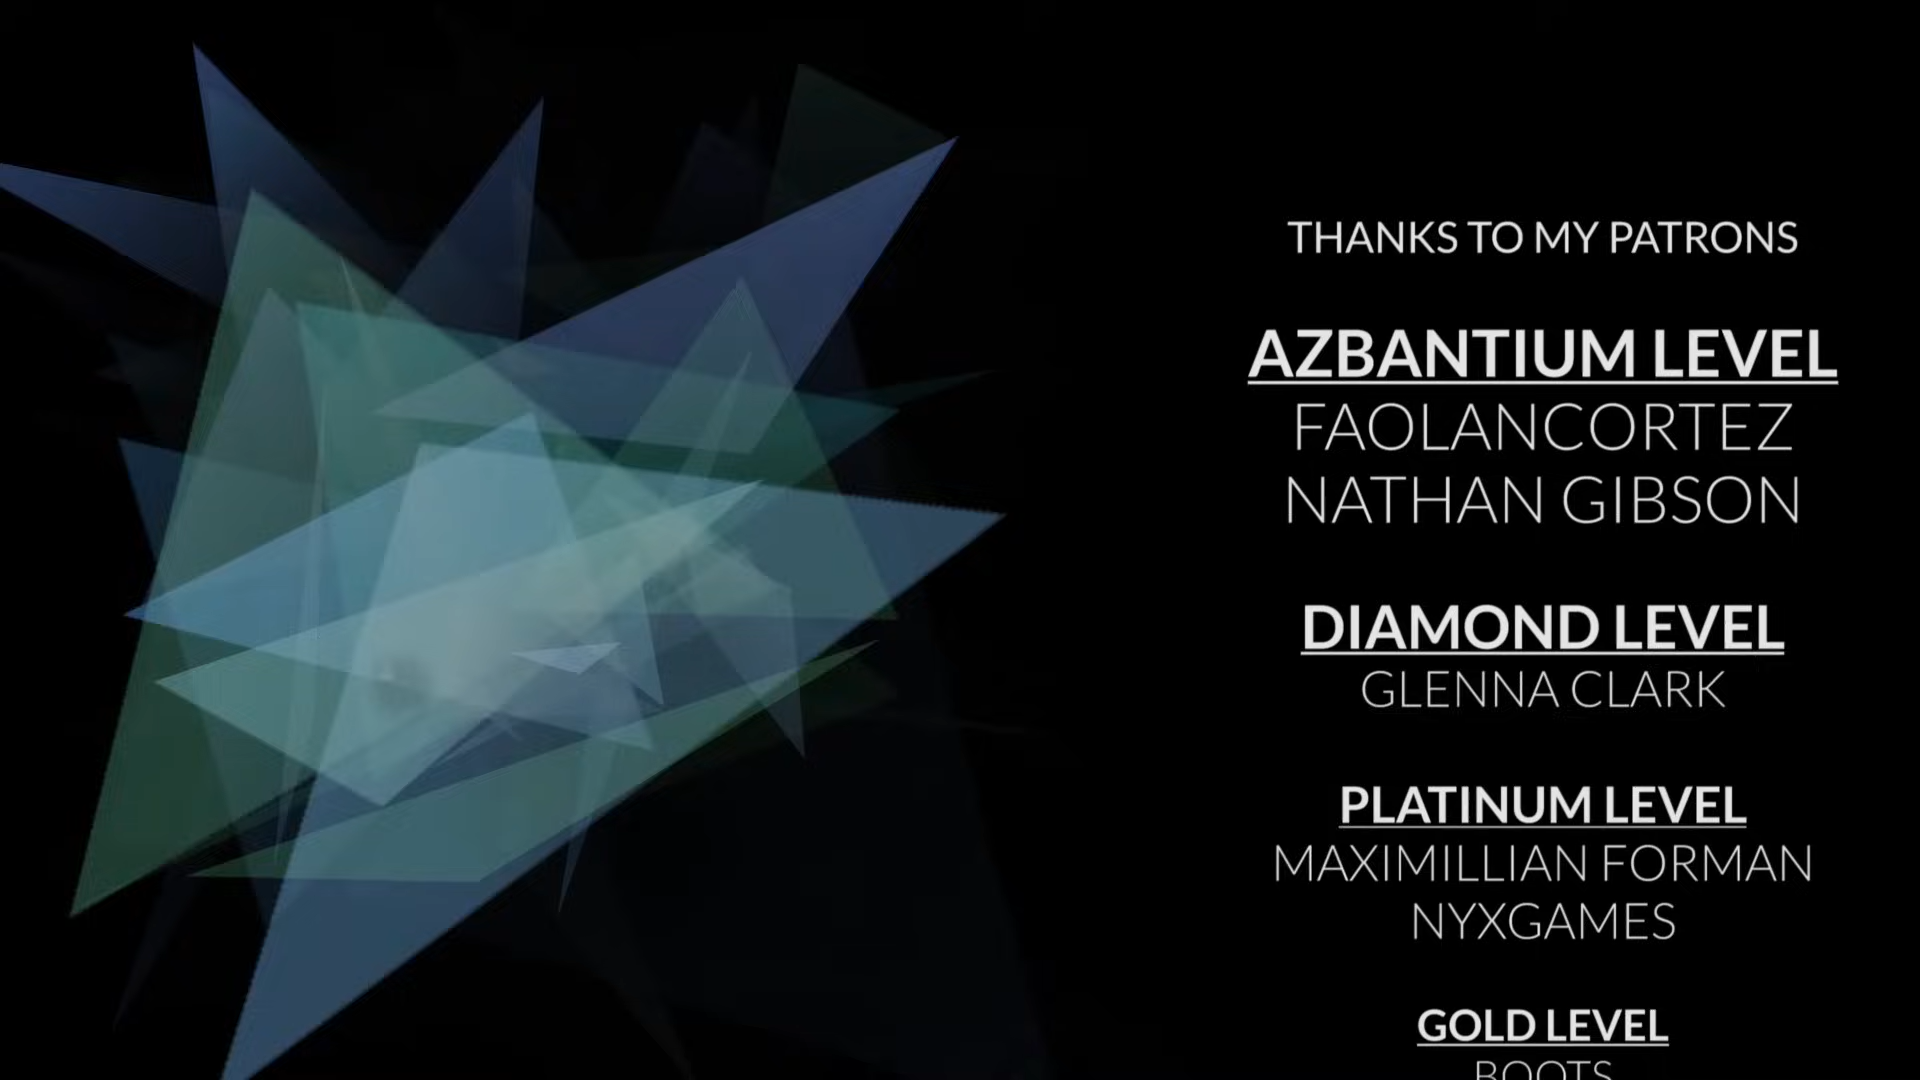 THANKS TO MY PATRONS
AZBANTIUM LEVEL
FAOLANCORTEZ
NATHAN GIBSON
DIAMOND LEVEL
GLENNA CLARK
PLATINUM LEVEL
MAXIMILLIAN FORMAN
NYXGAMES
GOLD LEVEL
BOOTS